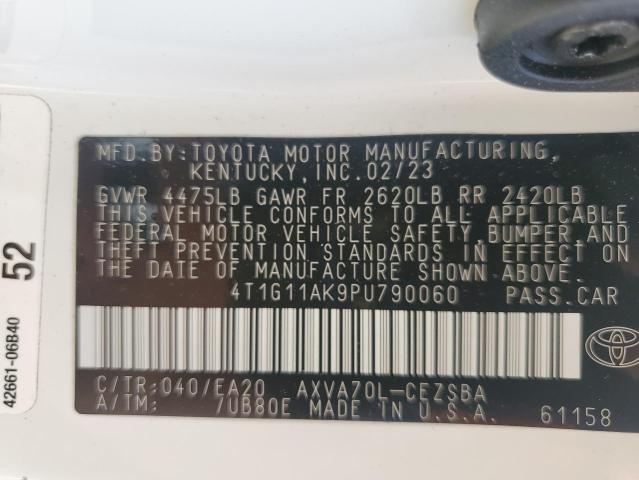 MFD.BY:TOYOTA MOTOR MANUFACTURING,
KENTUCKY, INC. 02/23
GVWR 4475LB GAWR FR 2620LB RR 2420LB
THIS VEHICLE CONFORMS TO ALL APPLICABLE
FEDERAL MOTOR VEHICLE SAFETY, BUMPER AND
THEFT PREVENTION STANDARDS IN EFFECT ON
THE DATE OF MANUFACTURE SHOWN ABOVE.
4T1G11AK9PU790060 PASS.CAR
C/TR:040/EA20 AXVA70L-CEZSBA
A/TM: /UB80E MADE IN U.S.A. 61158
42661-06B40
52